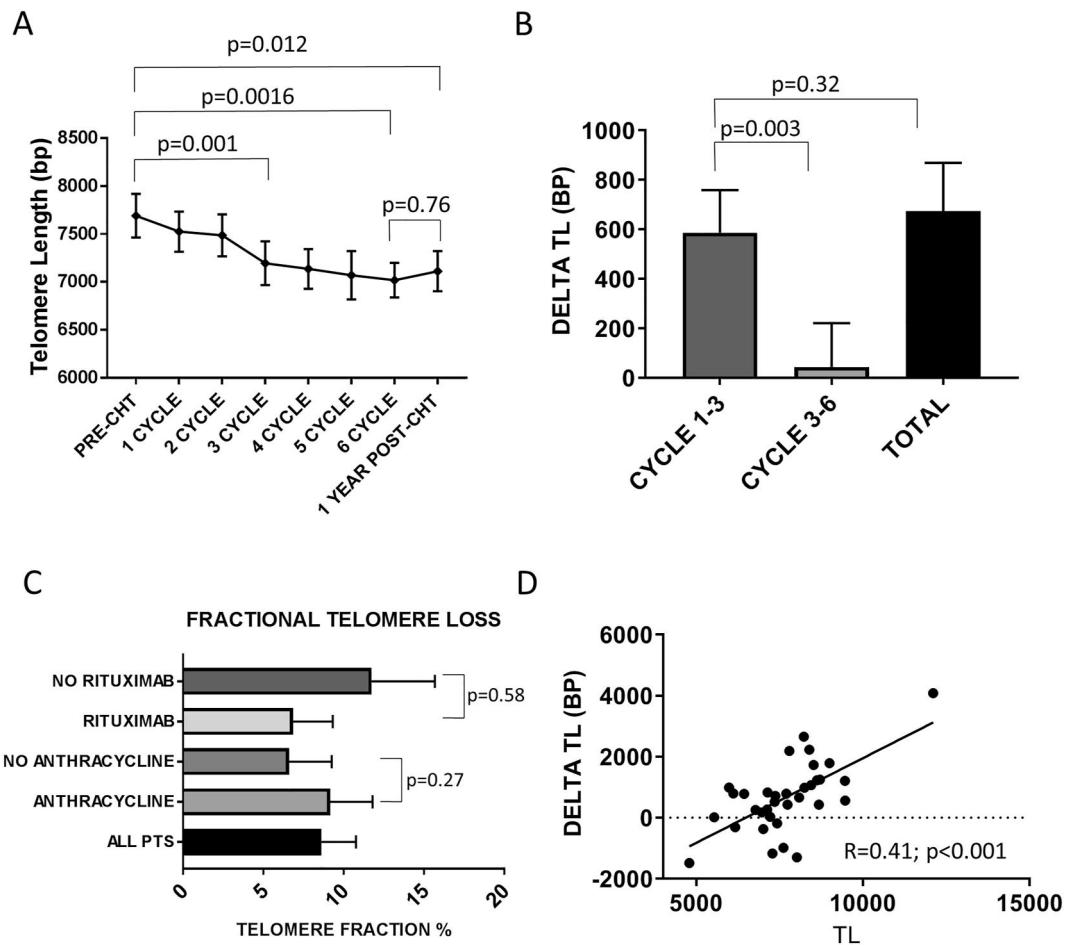 A
p=0.012
p=0.0016
p=0.001
p=0.76
Telomere Length (bp)
8500
8000
7500
7000
6500
6000
PRE-CHT
1 CYCLE
2 CYCLE
3 CYCLE
4 CYCLE
5 CYCLE
6 CYCLE
1 YEAR POST-CHT
B
p=0.32
p=0.003
DELTA TL (BP)
1000
800
600
400
200
0
CYCLE 1-3
CYCLE 3-6
TOTAL
C
FRACTIONAL TELOMERE LOSS
NO RITUXIMAB
RITUXIMAB
NO ANTHRACYCLINE
ANTHRACYCLINE
ALL PTS
p=0.58
p=0.27
0 5 10 15 20
TELOMERE FRACTION %
D
DELTA TL (BP)
6000
4000
2000
0
-2000
R=0.41; p<0.001
5000 10000 15000
TL